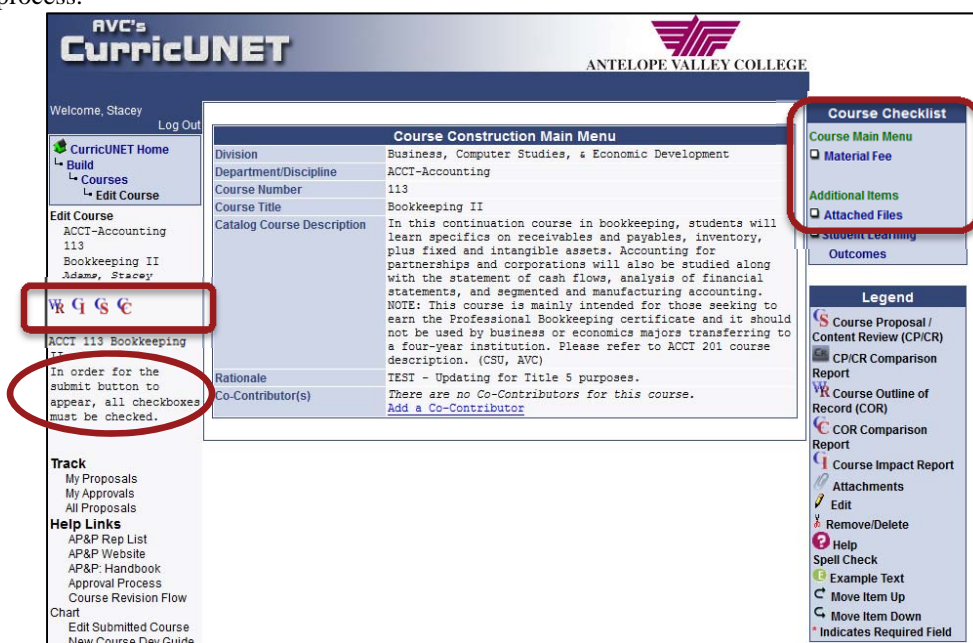 process.
AVC's
CurricUNET
ANTELOPE VALLEY COLLEGE
Welcome, Stacey
Log Out
CurricUNET Home
Build
Courses
Edit Course
Edit Course
ACCT-Accounting
113
Bookkeeping II
Adams, Stacey
WR CI CS CC
ACCT 113 Bookkeeping
II
In order for the
submit button to
appear, all checkboxes
must be checked.
Track
My Proposals
My Approvals
All Proposals
Help Links
AP&P Rep List
AP&P Website
AP&P: Handbook
Approval Process
Course Revision Flow
Chart
Edit Submitted Course
New Course Dev Guide
Course Construction Main Menu
Division Business, Computer Studies, & Economic Development
Department/Discipline ACCT-Accounting
Course Number 113
Course Title Bookkeeping II
Catalog Course Description In this continuation course in bookkeeping, students will
learn specifics on receivables and payables, inventory,
plus fixed and intangible assets. Accounting for
partnerships and corporations will also be studied along
with the statement of cash flows, analysis of financial
statements, and segmented and manufacturing accounting.
NOTE: This course is mainly intended for those seeking to
earn the Professional Bookkeeping certificate and it should
not be used by business or economics majors transferring to
a four-year institution. Please refer to ACCT 201 course
description. (CSU, AVC)
Rationale TEST - Updating for Title 5 purposes.
Co-Contributor(s) There are no Co-Contributors for this course.
Add a Co-Contributor
Course Checklist
Course Main Menu
Material Fee
Additional Items
Attached Files
Student Learning
Outcomes
Legend
CS Course Proposal /
Content Review (CP/CR)
CR CP/CR Comparison
Report
WR Course Outline of
Record (COR)
CC COR Comparison
Report
CI Course Impact Report
Attachments
Edit
Remove/Delete
? Help
Spell Check
E Example Text
Move Item Up
Move Item Down
* Indicates Required Field